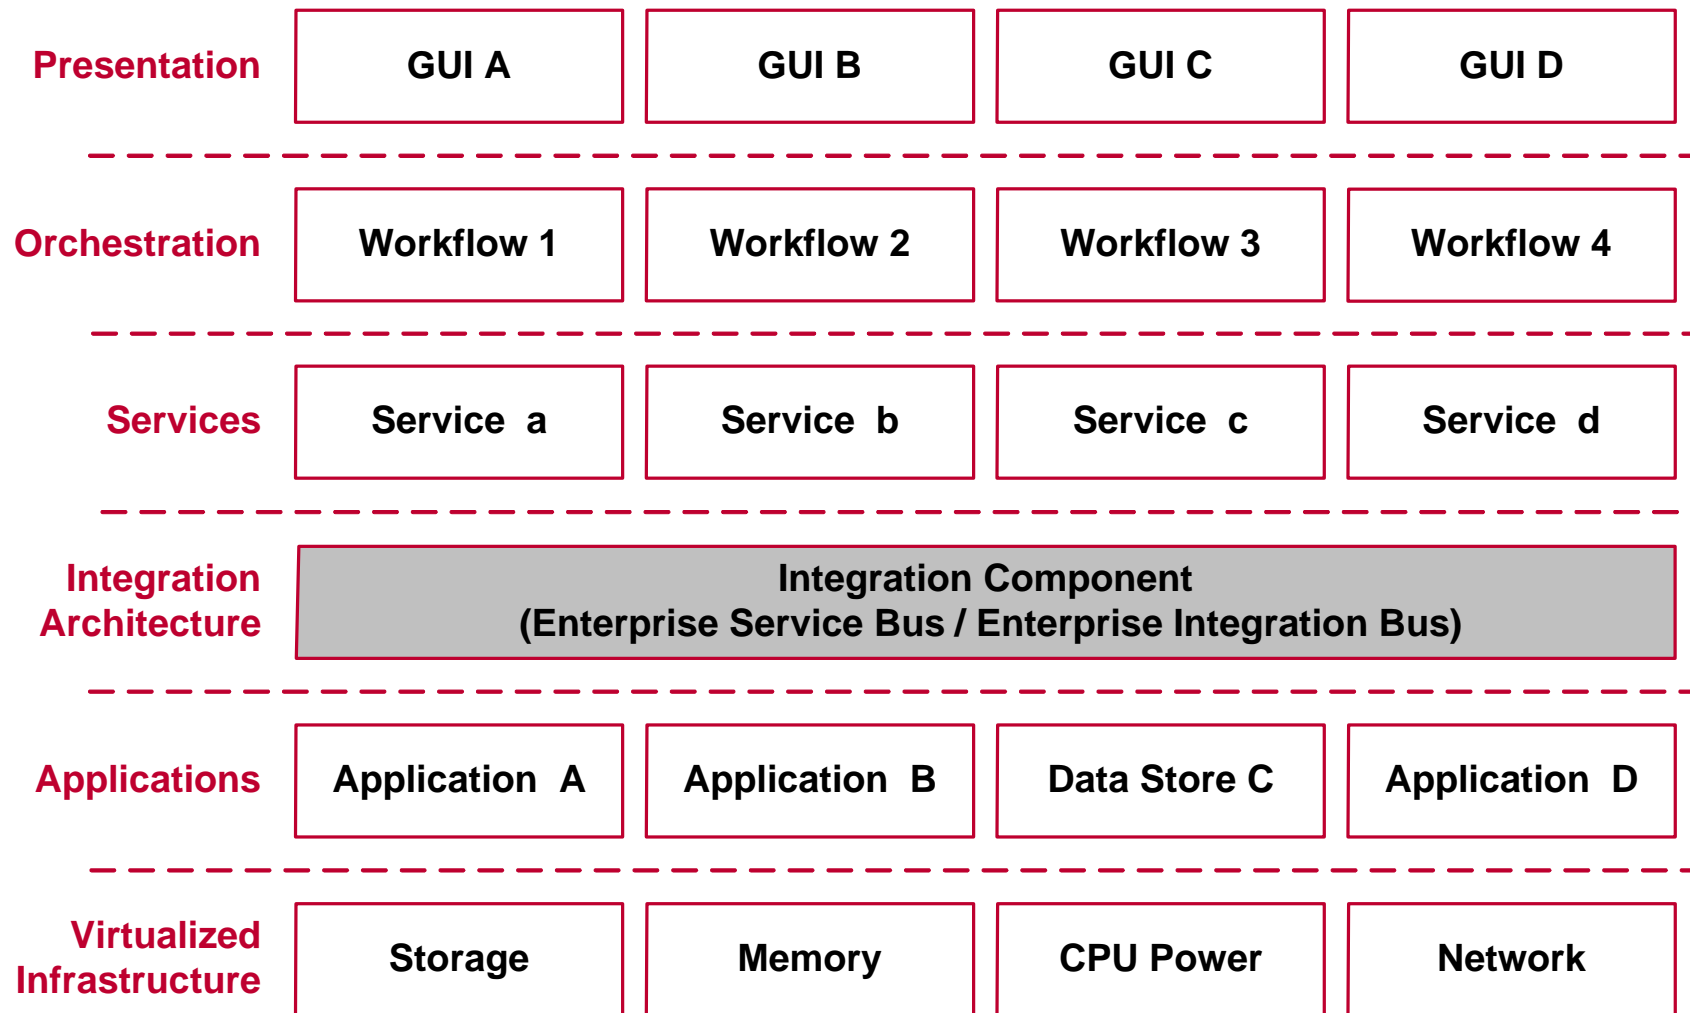 Presentation
GUI A
GUI B
GUI C
GUI D
Orchestration
Workflow 1
Workflow 2
Workflow 3
Workflow 4
Services
Service a
Service b
Service c
Service d
Integration
Architecture
Integration Component
(Enterprise Service Bus / Enterprise Integration Bus)
Applications
Application A
Application B
Data Store C
Application D
Virtualized
Infrastructure
Storage
Memory
CPU Power
Network